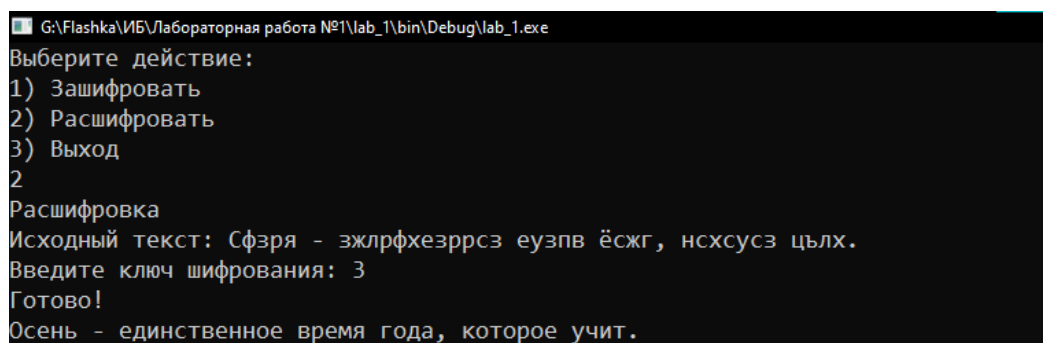 G:\Flashka\ИБ\Лабораторная работа №1\lab_1\bin\Debug\lab_1.exe
Выберите действие:
1) Зашифровать
2) Расшифровать
3) Выход
2
Расшифровка
Исходный текст: Сфзря - зжлрфхезррсз еузпв ёсжг, нсхсусз цълх.
Введите ключ шифрования: 3
Готово!
Осень - единственное время года, которое учит.